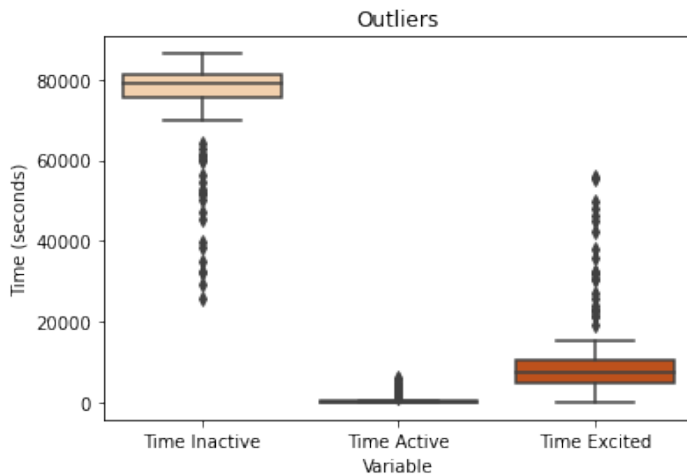 Outliers
80000
60000
40000
20000
0
Time (seconds)
Time Inactive
Time Active
Time Excited
Variable